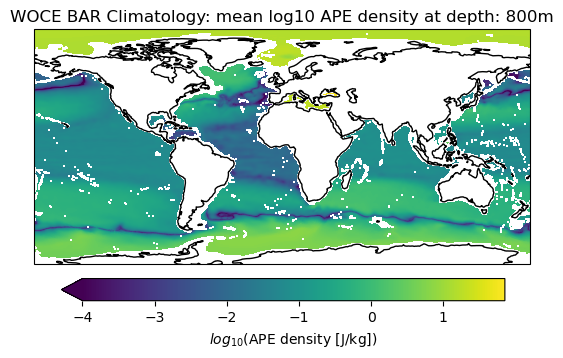 WOCE BAR Climatology: mean log10 APE density at depth: 800m
−4 −3 −2 −1 0 1
log10(APE density [J/kg])